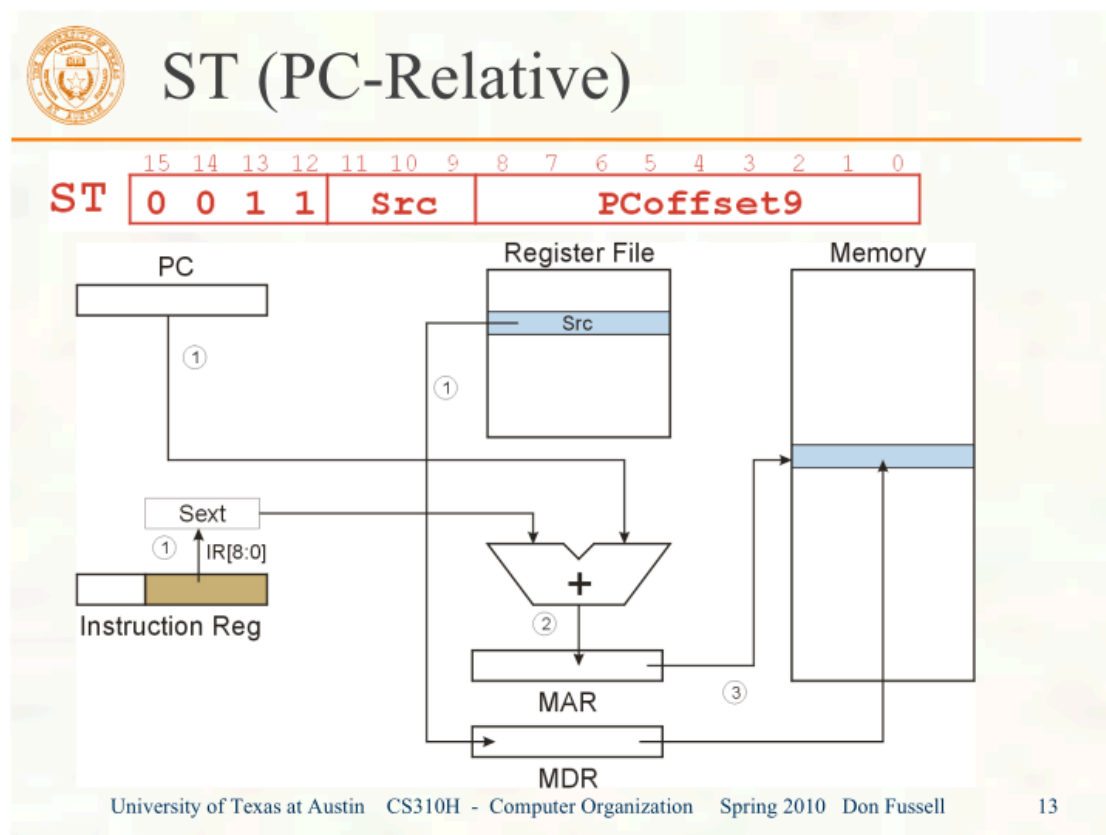 ST (PC-Relative)
15 14 13 12 11 10 9 8 7 6 5 4 3 2 1 0
ST 0 0 1 1 Src PCoffset9
PC
Register File
Memory
Src
1
1
Sext
1
IR[8:0]
+
Instruction Reg
2
MAR
3
MDR
University of Texas at Austin CS310H - Computer Organization Spring 2010 Don Fussell 13